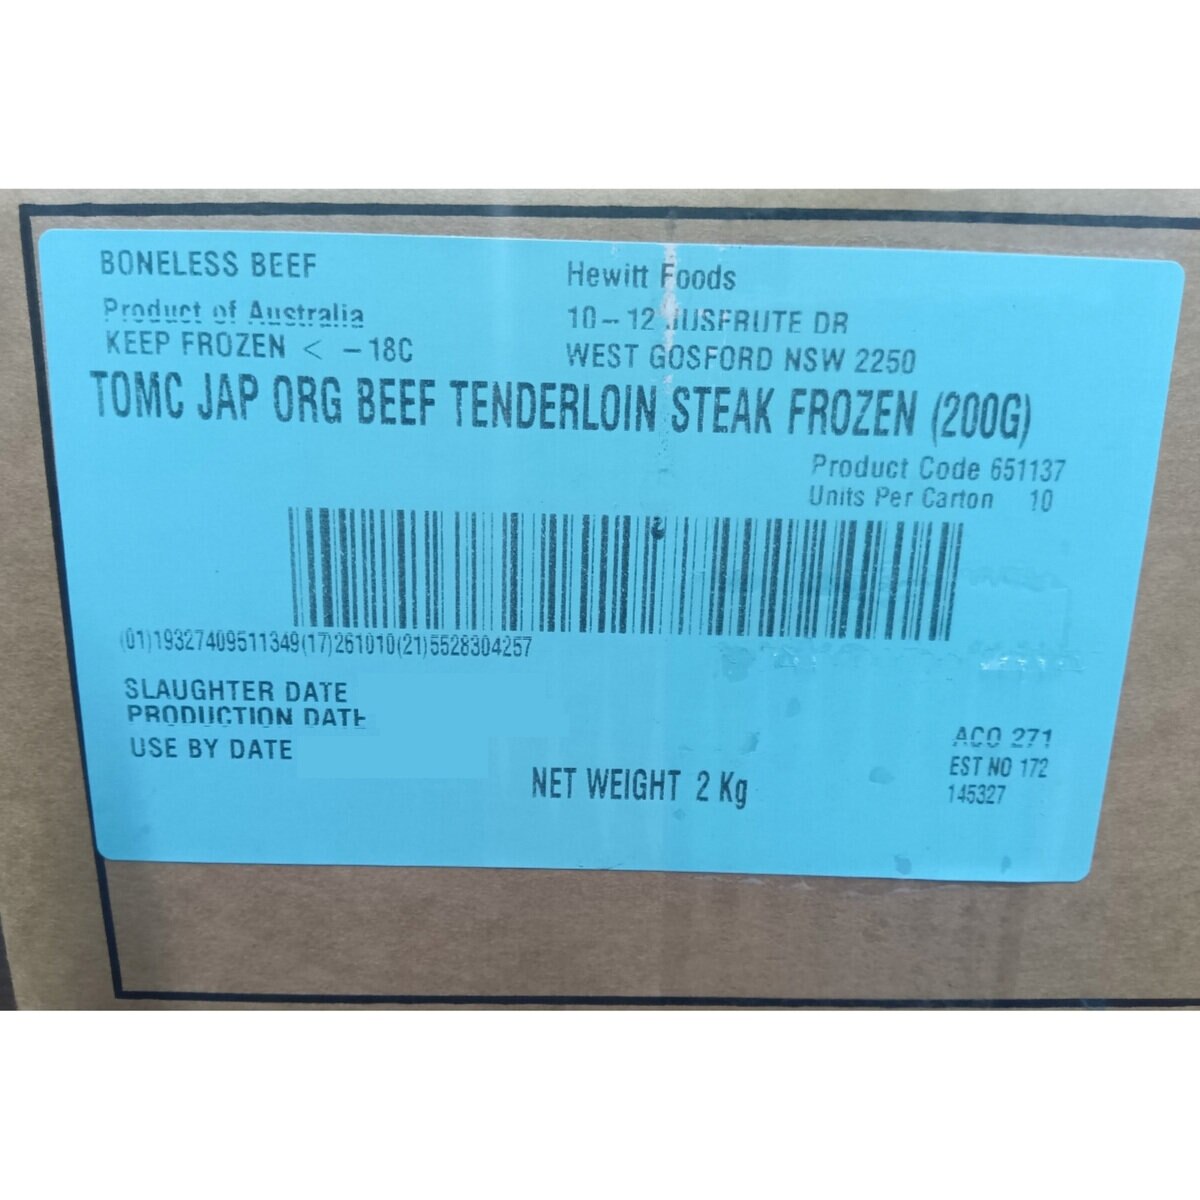 BONELESS BEEF
Product of Australia
KEEP FROZEN < -18C
Hewitt Foods
10-12 JUSFRUTE DR
WEST GOSFORD NSW 2250
TOMC JAP ORG BEEF TENDERLOIN STEAK FROZEN (200G)
Product Code 651137
Units Per Carton 10
(01)19327409511349(17)261010(21)5528304257
SLAUGHTER DATE
PRODUCTION DATE
USE BY DATE
NET WEIGHT 2 Kg
ACO 271
EST NO 172
145327